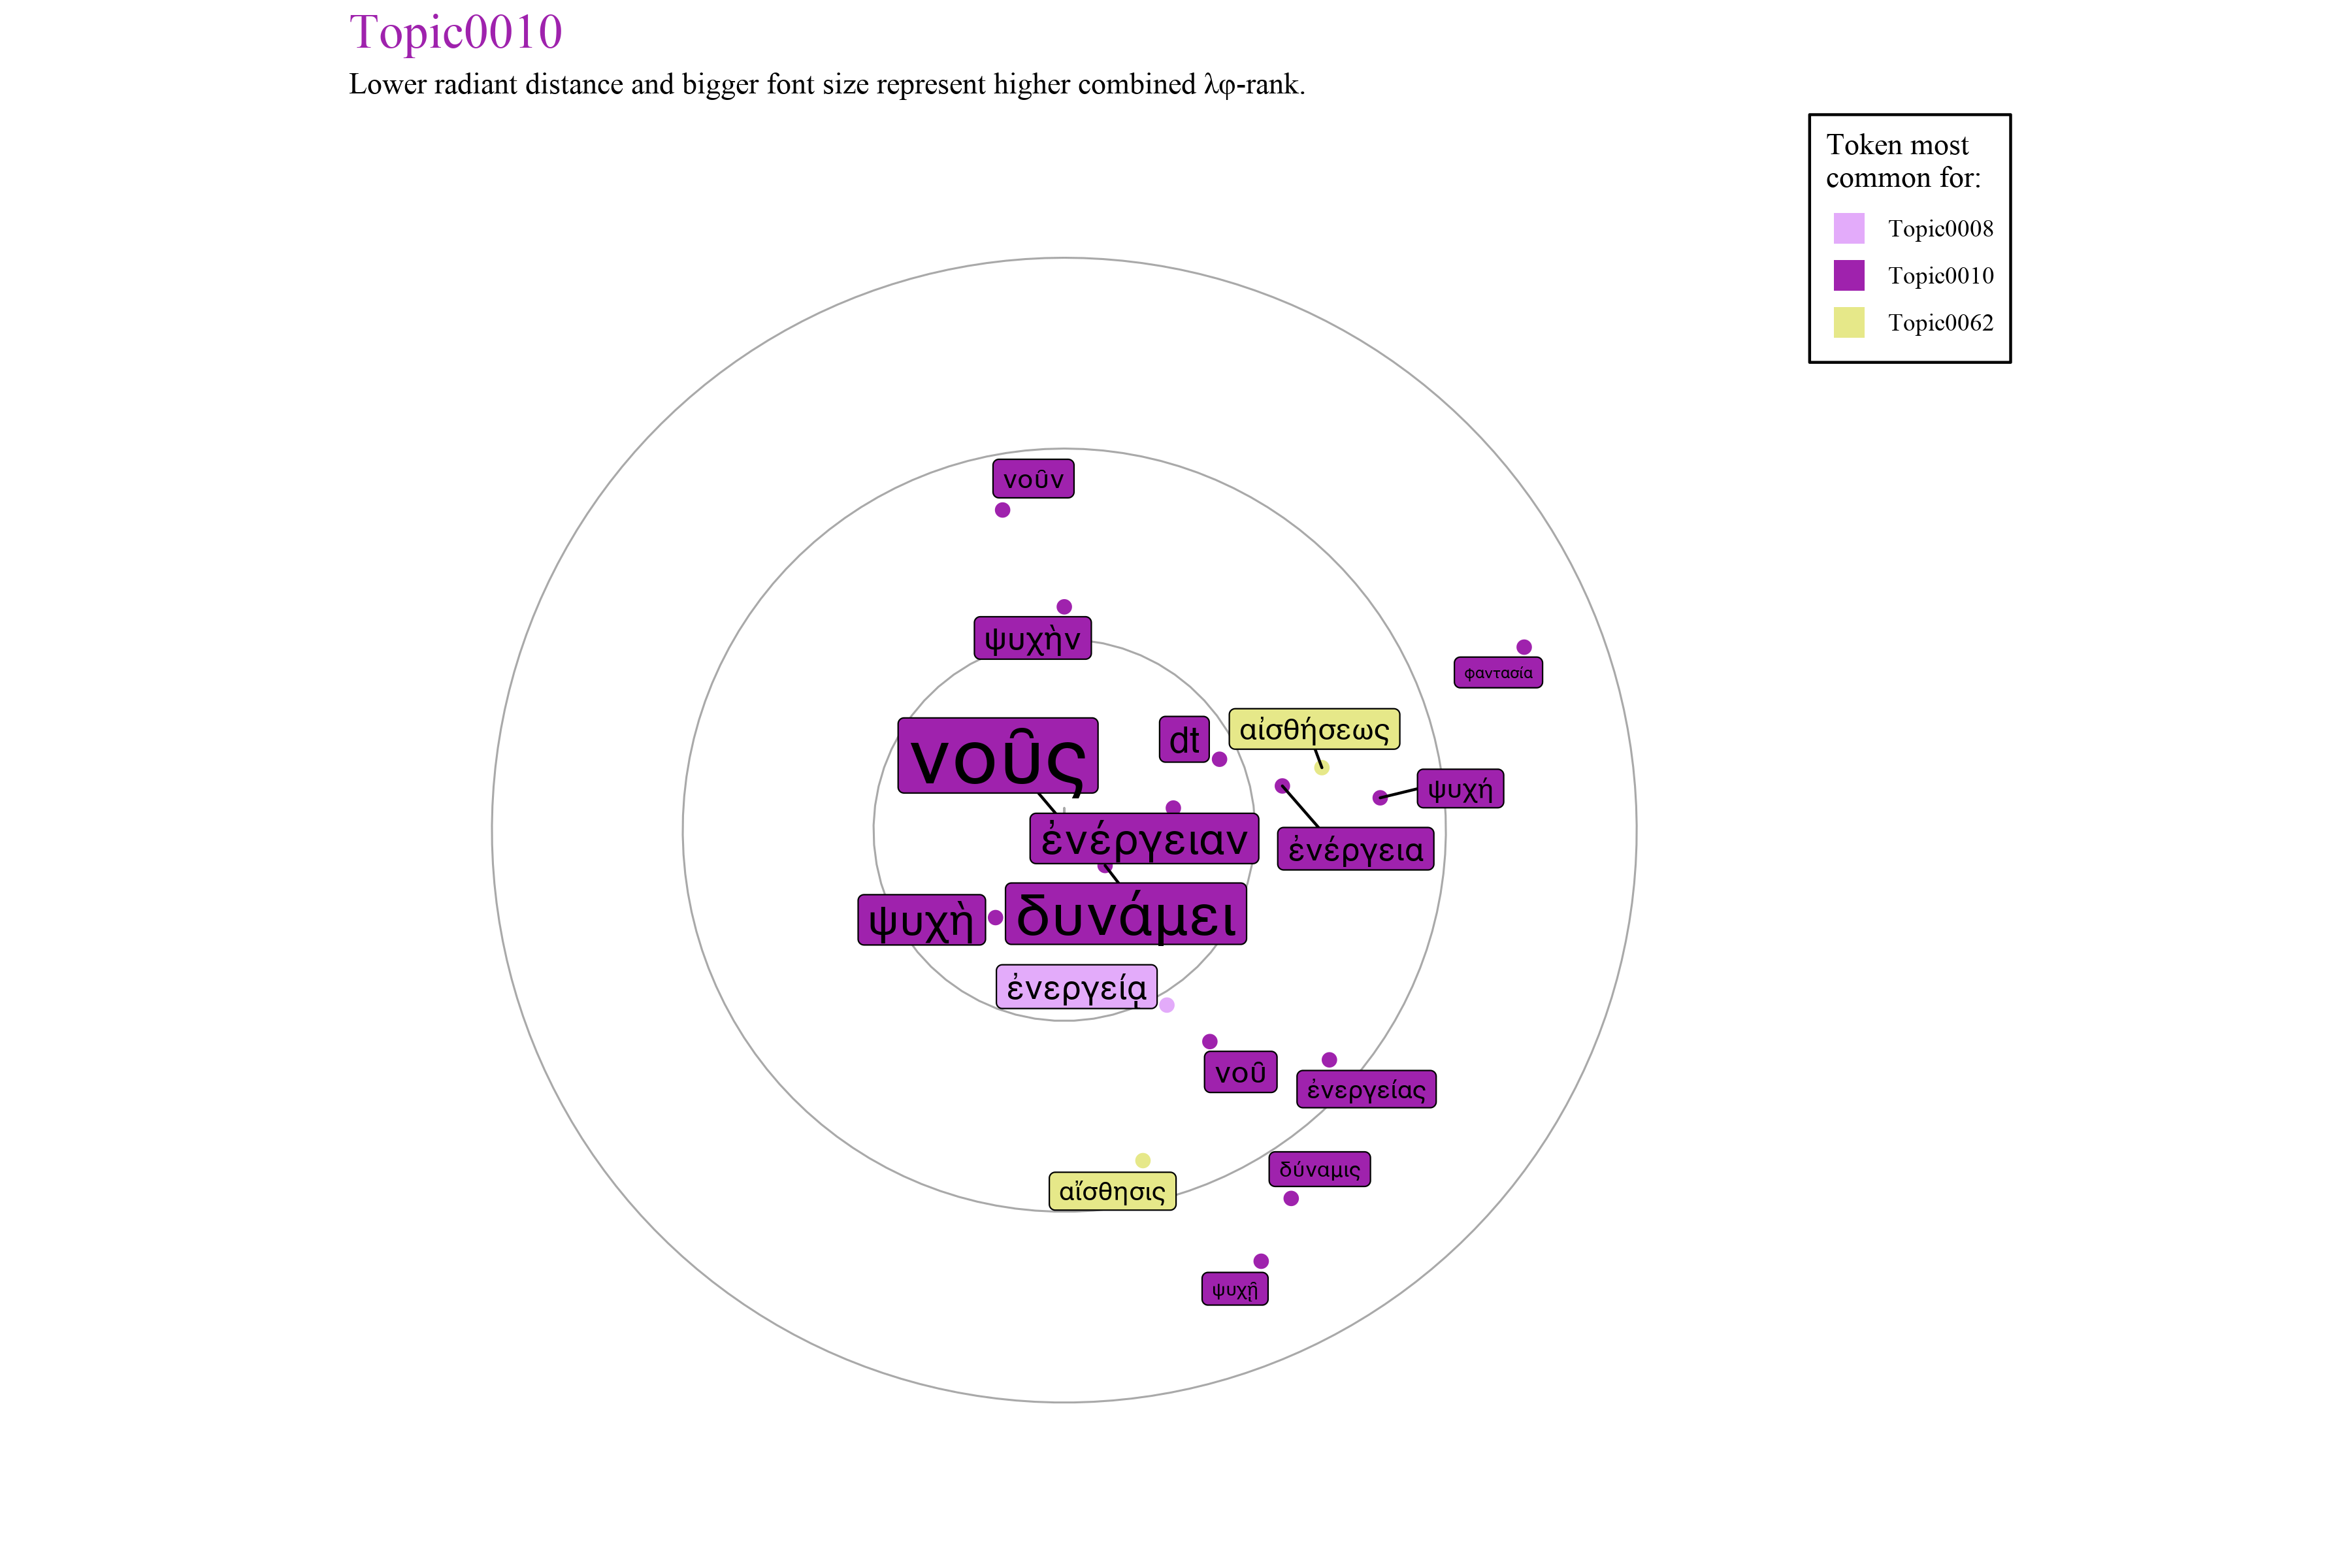 Topic0010
Lower radiant distance and bigger font size represent higher combined λφ-rank.
Token most
common for:
Topic0008
Topic0010
Topic0062
νοῦν
ψυχὴν
φαντασία
αἰσθήσεως
dt
νοῦς
ψυχή
ἐνέργειαν
ἐνέργεια
ψυχὴ
δυνάμει
ἐνεργείᾳ
νοῦ
ἐνεργείας
δύναμις
αἴσθησις
ψυχῇ